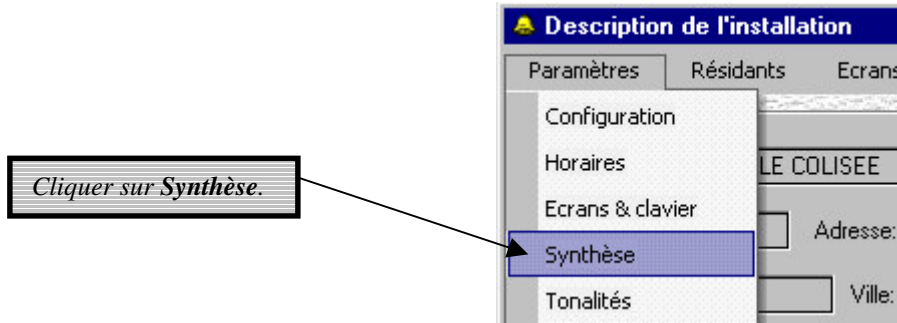 Description de l'installation
Paramètres Résidants Ecrans
Configuration
Horaires
LE COLISEE
Cliquer sur Synthèse.
Ecrans & clavier
Adresse:
Synthèse
Ville:
Tonalités